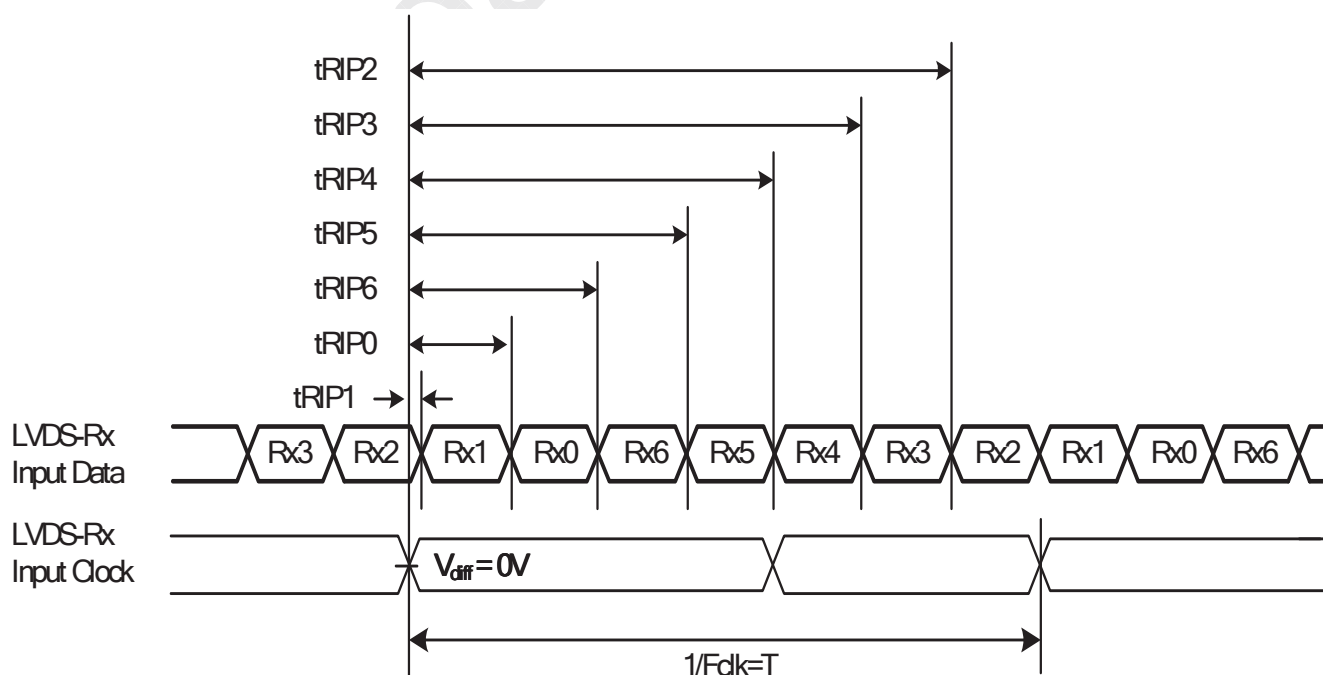 tRIP2
tRIP3
tRIP4
tRIP5
tRIP6
tRIP0
tRIP1
LVDS-Rx
Input Data
Rx3 Rx2 Rx1 Rx0 Rx6 Rx5 Rx4 Rx3 Rx2 Rx1 Rx0 Rx6
LVDS-Rx
Input Clock
Vdiff = 0V
1/Fclk=T